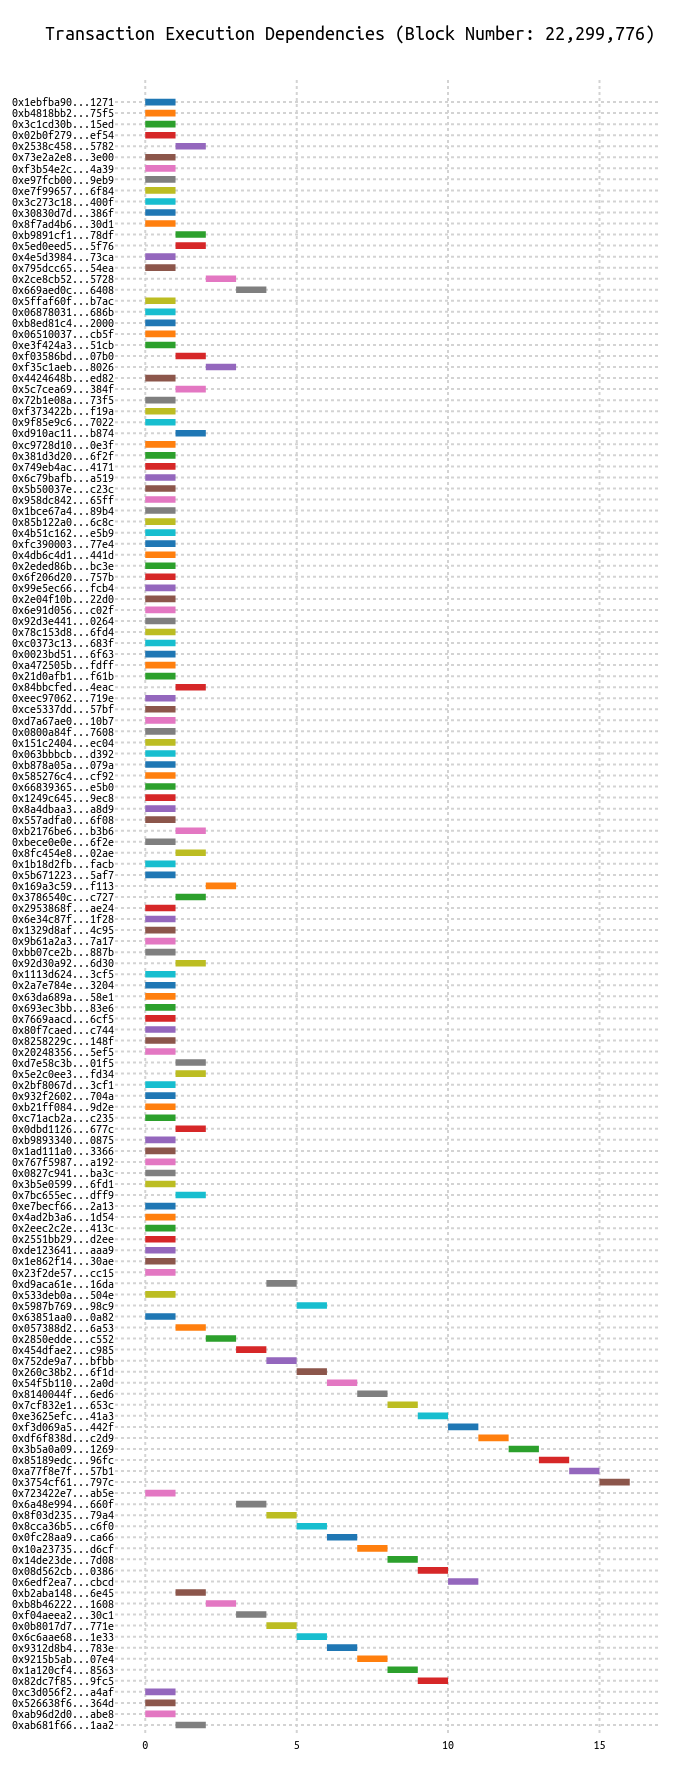 Transaction Execution Dependencies (Block Number: 22,299,776)
0x1ebfba90...1271
0xb4818bb2...75f5
0x3c1cd30b...15ed
0x02b0f279...ef54
0x2538c458...5782
0x73e2a2e8...3e00
0xf3b54e2c...4a39
0xe97fcb00...9eb9
0xe7f99657...6f84
0x3c273c18...400f
0x30830d7d...386f
0x8f7ad4b6...30d1
0xb9891cf1...78df
0x5ed0eed5...5f76
0x4e5d3984...73ca
0x795dcc65...54ea
0x2ce8cb52...5728
0x669aed0c...6408
0x5ffaf60f...b7ac
0x06878031...686b
0xb8ed81c4...2000
0x06510037...cb5f
0xe3f424a3...51cb
0xf03586bd...07b0
0xf35c1aeb...8026
0x4424648b...ed82
0x5c7cea69...384f
0x72b1e08a...73f5
0xf373422b...f19a
0x9f85e9c6...7022
0xd910ac11...b874
0xc9728d10...0e3f
0x381d3d20...6f2f
0x749eb4ac...4171
0x6c79bafb...a519
0x5b50037e...c23c
0x958dc842...65ff
0x1bce67a4...89b4
0x85b122a0...6c8c
0x4b51c162...e5b9
0xfc390003...77e4
0x4db6c4d1...441d
0x2eded86b...bc3e
0x6f206d20...757b
0x99e5ec66...fcb4
0x2e04f10b...22d0
0x6e91d056...c02f
0x92d3e441...0264
0x78c153d8...6fd4
0xc0373c13...683f
0x0023bd51...6f63
0xa472505b...fdff
0x21d0afb1...f61b
0x84bbcfed...4eac
0xeec97062...719e
0xce5337dd...57bf
0xd7a67ae0...10b7
0x0800a84f...7608
0x151c2404...ec04
0x063bbbcb...d392
0xb878a05a...079a
0x585276c4...cf92
0x66839365...e5b0
0x1249c645...9ec8
0x8a4dbaa3...a8d9
0x557adfa0...6f08
0xb2176be6...b3b6
0xbece0e0e...6f2e
0x8fc454e8...02ae
0x1b18d2fb...facb
0x5b671223...5af7
0x169a3c59...f113
0x3786540c...c727
0x2953868f...ae24
0x6e34c87f...1f28
0x1329d8af...4c95
0x9b61a2a3...7a17
0xbb07ce2b...887b
0x92d30a92...6d30
0x1113d624...3cf5
0x2a7e784e...3204
0x63da689a...58e1
0x693ec3bb...83e6
0x7669aacd...6cf5
0x80f7caed...c744
0x8258229c...148f
0x20248356...5ef5
0xd7e58c3b...01f5
0x5e2c0ee3...fd34
0x2bf8067d...3cf1
0x932f2602...704a
0xb21ff084...9d2e
0xc71acb2a...c235
0x0dbd1126...677c
0xb9893340...0875
0x1ad111a0...3366
0x767f5987...a192
0x0827c941...ba3c
0x3b5e0599...6fd1
0x7bc655ec...dff9
0xe7becf66...2a13
0x4ad2b3a6...1d54
0x2eec2c2e...413c
0x2551bb29...d2ee
0xde123641...aaa9
0x1e862f14...30ae
0x23f2de57...cc15
0xd9aca61e...16da
0x533deb0a...504e
0x5987b769...98c9
0x63851aa0...0a82
0x057388d2...6a53
0x2850edde...c552
0x454dfae2...c985
0x752de9a7...bfbb
0x260c38b2...6f1d
0x54f5b110...2a0d
0x8140044f...6ed6
0x7cf832e1...653c
0xe3625efc...41a3
0xf3d069a5...442f
0xdf6f838d...c2d9
0x3b5a0a09...1269
0x85189edc...96fc
0xa77f8e7f...57b1
0x3754cf61...797c
0x723422e7...ab5e
0x6a48e994...660f
0x8f03d235...79a4
0x8cca36b5...c6f0
0x0fc28aa9...ca66
0x10a23735...d6cf
0x14de23de...7d08
0x08d562cb...0386
0x6edf2ea7...cbcd
0xb2aba148...6e45
0xb8b46222...1608
0xf04aeea2...30c1
0x0b8017d7...771e
0x6c6aae68...1e33
0x9312d8b4...783e
0x9215b5ab...07e4
0x1a120cf4...8563
0x82dc7f85...9fc5
0xc3d056f2...a4af
0x526638f6...364d
0xab96d2d0...abe8
0xab681f66...1aa2
0 5 10 15